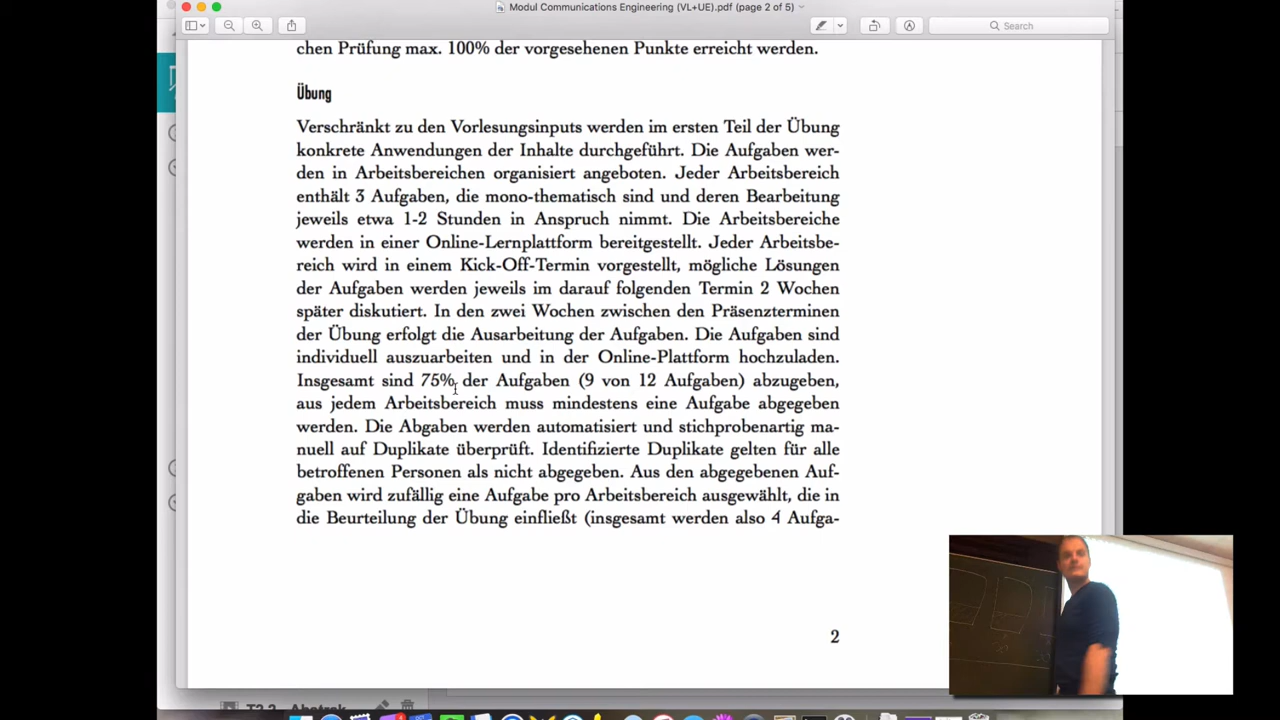 Modul Communications Engineering (VL+UE).pdf (page 2 of 5)
Search
chen Prüfung max. 100% der vorgesehenen Punkte erreicht werden.
Übung
Verschränkt zu den Vorlesungsinputs werden im ersten Teil der Übung
konkrete Anwendungen der Inhalte durchgeführt. Die Aufgaben wer-
den in Arbeitsbereichen organisiert angeboten. Jeder Arbeitsbereich
enthält 3 Aufgaben, die mono-thematisch sind und deren Bearbeitung
jeweils etwa 1-2 Stunden in Anspruch nimmt. Die Arbeitsbereiche
werden in einer Online-Lernplattform bereitgestellt. Jeder Arbeitsbe-
reich wird in einem Kick-Off-Termin vorgestellt, mögliche Lösungen
der Aufgaben werden jeweils im darauf folgenden Termin 2 Wochen
später diskutiert. In den zwei Wochen zwischen den Präsenzterminen
der Übung erfolgt die Ausarbeitung der Aufgaben. Die Aufgaben sind
individuell auszuarbeiten und in der Online-Plattform hochzuladen.
Insgesamt sind 75% der Aufgaben (9 von 12 Aufgaben) abzugeben,
aus jedem Arbeitsbereich muss mindestens eine Aufgabe abgegeben
werden. Die Abgaben werden automatisiert und stichprobenartig ma-
nuell auf Duplikate überprüft. Identifizierte Duplikate gelten für alle
betroffenen Personen als nicht abgegeben. Aus den abgegebenen Auf-
gaben wird zufällig eine Aufgabe pro Arbeitsbereich ausgewählt, die in
die Beurteilung der Übung einfließt (insgesamt werden also 4 Aufga-
2